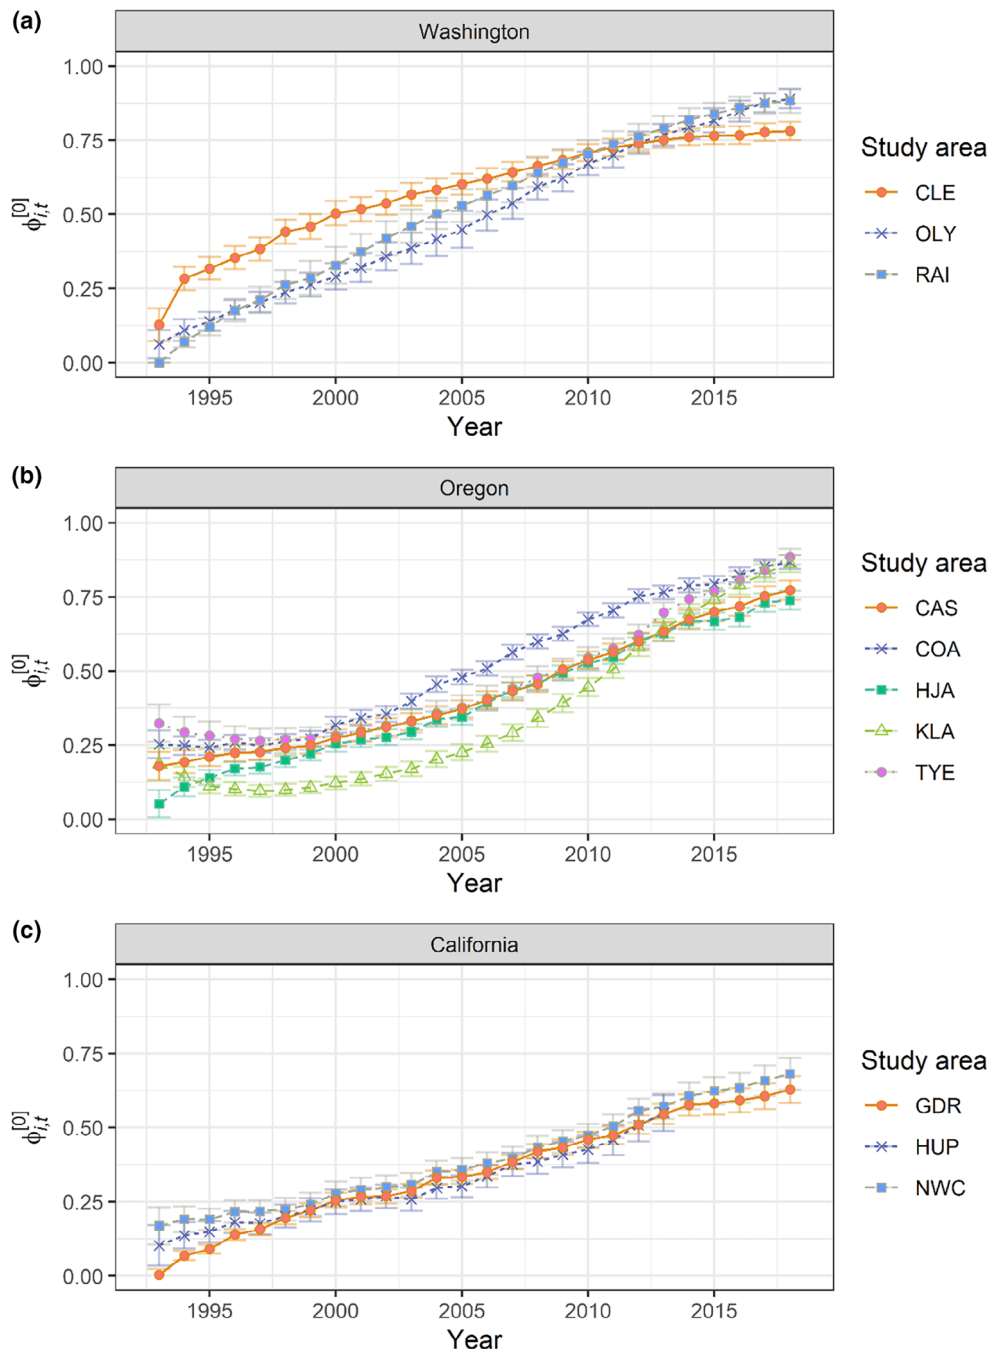 (a)
Washington
1.00
0.75
0.50
0.25
0.00
ϕ[0]i,t
1995 2000 2005 2010 2015
Year
Study area
CLE
OLY
RAI
(b)
Oregon
1.00
0.75
0.50
0.25
0.00
ϕ[0]i,t
1995 2000 2005 2010 2015
Year
Study area
CAS
COA
HJA
KLA
TYE
(c)
California
1.00
0.75
0.50
0.25
0.00
ϕ[0]i,t
1995 2000 2005 2010 2015
Year
Study area
GDR
HUP
NWC